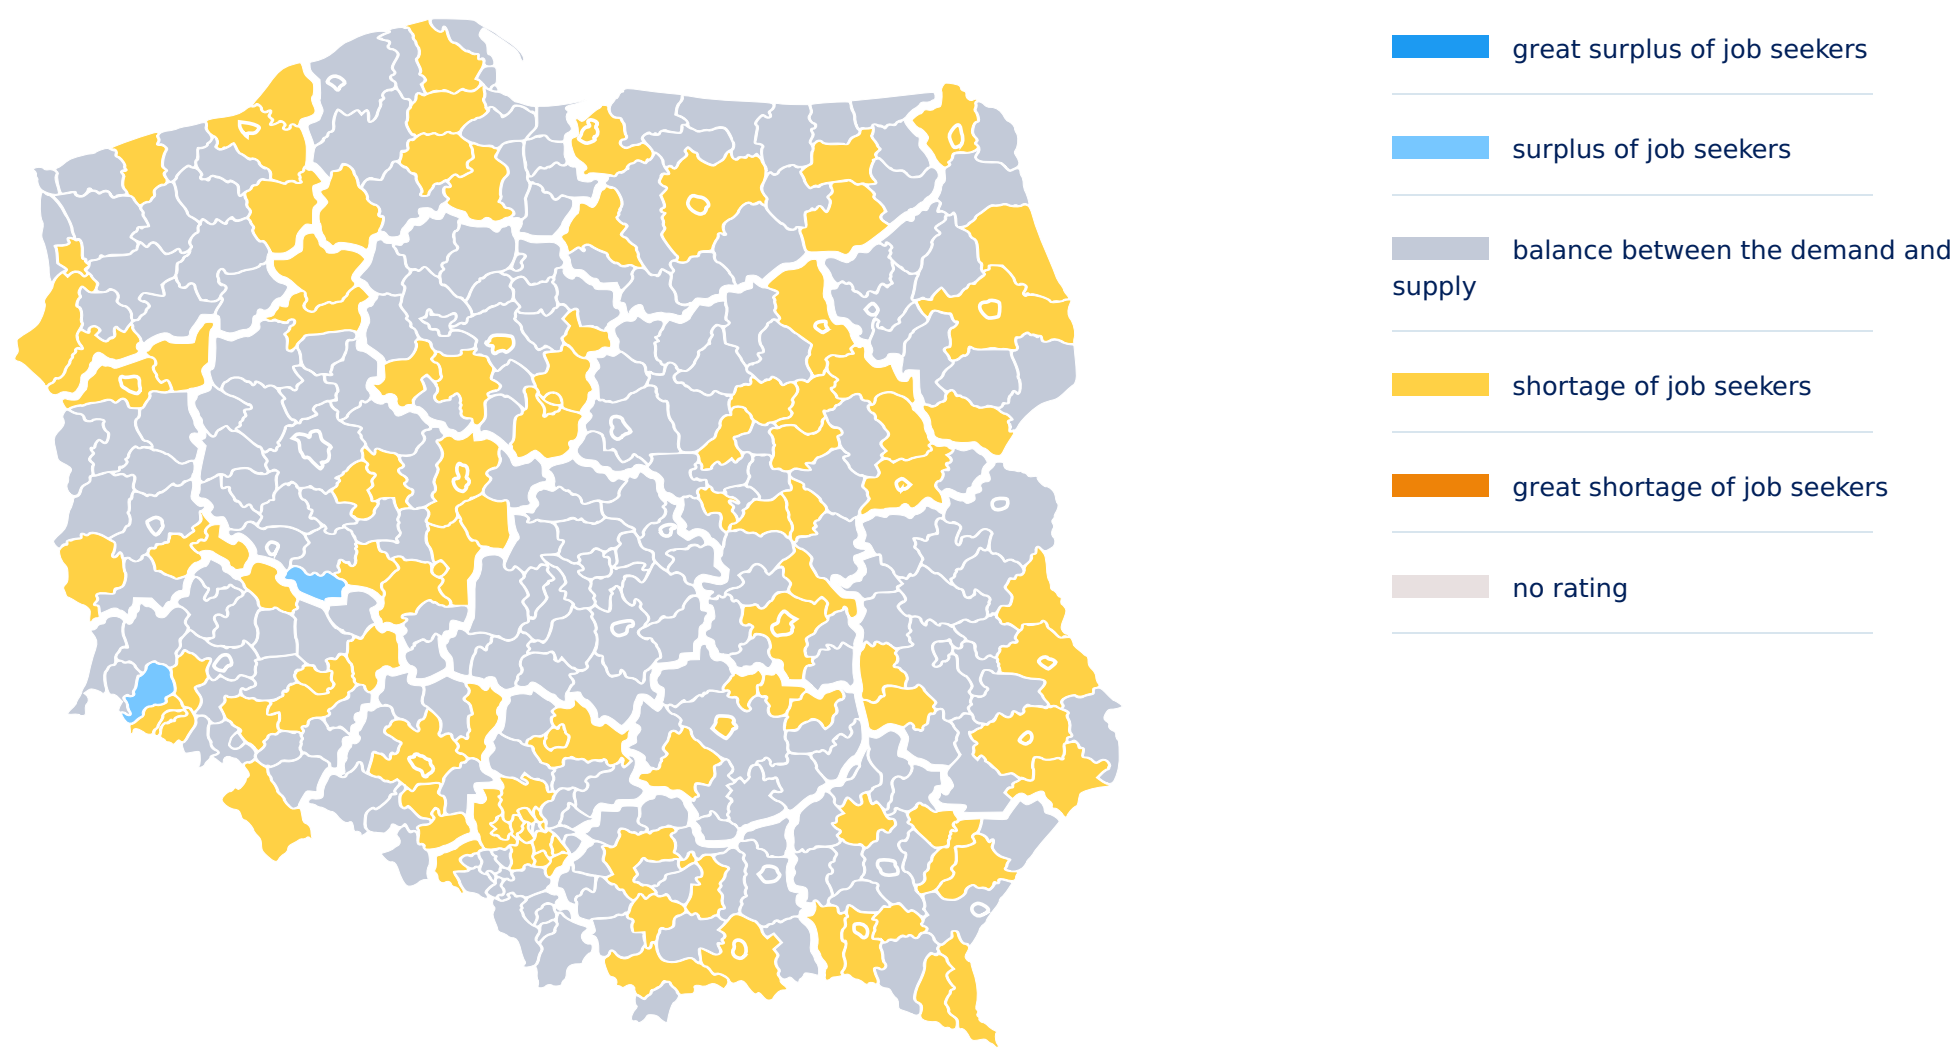 great surplus of job seekers
surplus of job seekers
balance between the demand and
supply
shortage of job seekers
great shortage of job seekers
no rating